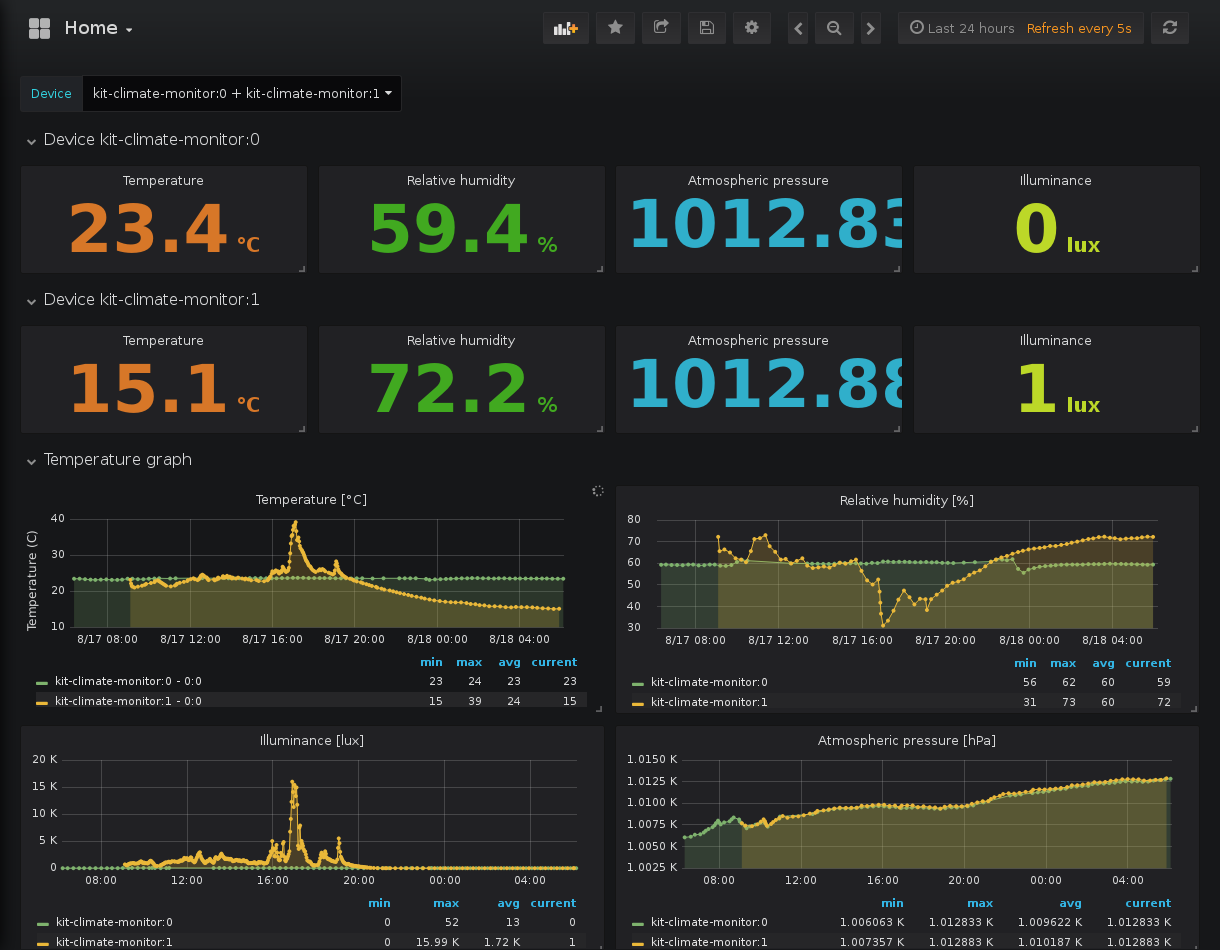 Home
Last 24 hours Refresh every 5s
Device kit-climate-monitor:0 + kit-climate-monitor:1
Device kit-climate-monitor:0
Temperature Relative humidity Atmospheric pressure Illuminance
23.4 °C 59.4 % 1012.83 0 lux
Device kit-climate-monitor:1
Temperature Relative humidity Atmospheric pressure Illuminance
15.1 °C 72.2 % 1012.88 1 lux
Temperature graph
Temperature [°C]
Temperature (C)
40
30
20
10
8/17 08:00 8/17 12:00 8/17 16:00 8/17 20:00 8/18 00:00 8/18 04:00
min max avg current
kit-climate-monitor:0 - 0:0 23 24 23 23
kit-climate-monitor:1 - 0:0 15 39 24 15
Relative humidity [%]
80
70
60
50
40
30
8/17 08:00 8/17 12:00 8/17 16:00 8/17 20:00 8/18 00:00 8/18 04:00
min max avg current
kit-climate-monitor:0 56 62 60 59
kit-climate-monitor:1 31 73 60 72
Illuminance [lux]
20 K
15 K
10 K
5 K
0
08:00 12:00 16:00 20:00 00:00 04:00
min max avg current
kit-climate-monitor:0 0 52 13 0
kit-climate-monitor:1 0 15.99 K 1.72 K 1
Atmospheric pressure [hPa]
1.0150 K
1.0125 K
1.0100 K
1.0075 K
1.0050 K
1.0025 K
08:00 12:00 16:00 20:00 00:00 04:00
min max avg current
kit-climate-monitor:0 1.006063 K 1.012833 K 1.009622 K 1.012833 K
kit-climate-monitor:1 1.007357 K 1.012883 K 1.010187 K 1.012883 K